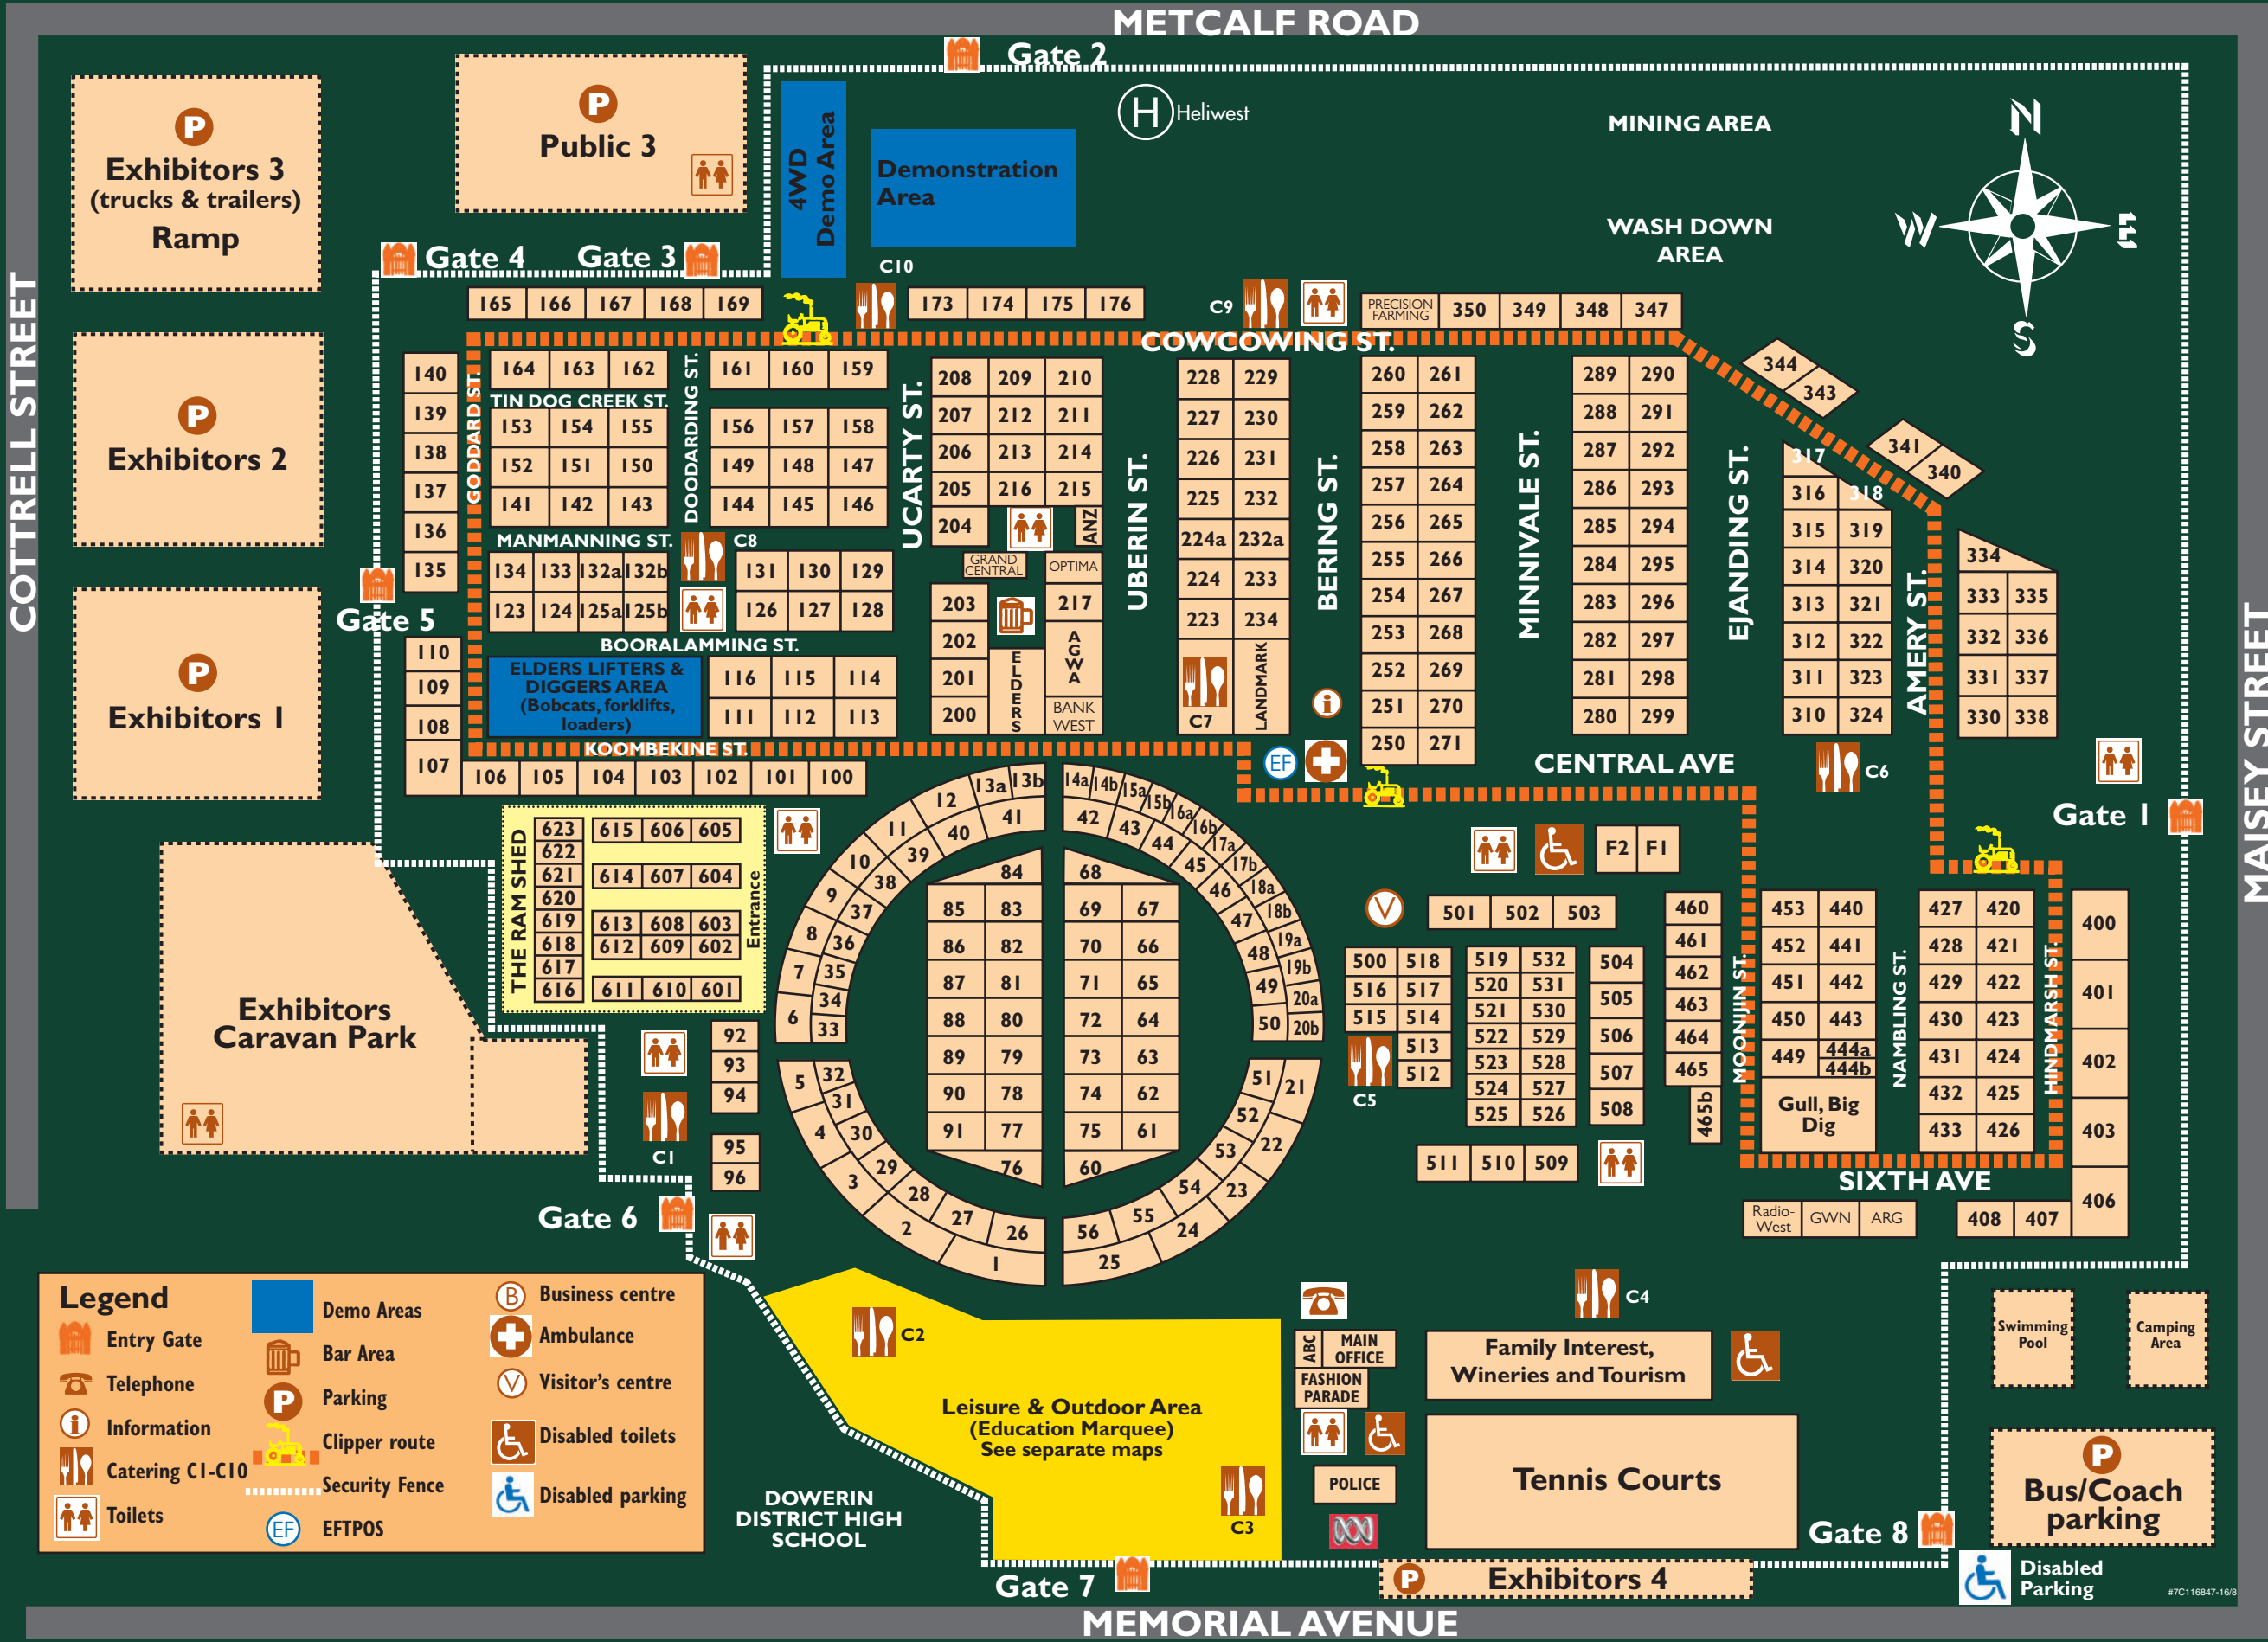 METCALF ROAD
Gate 2
P
Exhibitors 3
(trucks & trailers)
Ramp
P
Public 3
4WD
Demo Area
Demonstration
Area
H Heliwest
MINING AREA
WASH DOWN
AREA
N
W
E
S
Gate 4
Gate 3
C10
C9
165 166 167 168 169
173 174 175 176
PRECISION
FARMING
350 349 348 347
COWCOWING ST.
COTTRELL STREET
P
Exhibitors 2
P
Exhibitors 1
Gate 5
140
139
138
137
136
135
110
109
108
107
GODDARD ST.
164 163 162
TIN DOG CREEK ST.
153 154 155
152 151 150
141 142 143
DOODARDING ST.
161 160 159
156 157 158
149 148 147
144 145 146
MANMANNING ST.
C8
134 133 132a 132b
123 124 125a 125b
131 130 129
126 127 128
BOORALAMMING ST.
ELDERS LIFTERS &
DIGGERS AREA
(Bobcats, forklifts,
loaders)
116 115 114
111 112 113
KOOMBEKINE ST.
106 105 104 103 102 101 100
UCARTY ST.
208 209 210
207 212 211
206 213 214
205 216 215
204
ANZ
GRAND
CENTRAL
OPTIMA
203
217
202
201
200
ELDERS
AGWA
BANK
WEST
UBERIN ST.
228 229
227 230
226 231
225 232
224a 232a
224 233
223 234
C7
LANDMARK
BERING ST.
i
EF
260 261
259 262
258 263
257 264
256 265
255 266
254 267
253 268
252 269
251 270
250 271
MINNIVALE ST.
289 290
288 291
287 292
286 293
285 294
284 295
283 296
282 297
281 298
280 299
EJANDING ST.
344
343
341
340
317
316 318
315 319
314 320
313 321
312 322
311 323
310 324
AMERY ST.
334
333 335
332 336
331 337
330 338
CENTRAL AVE
C6
Gate 1
MAISEY STREET
THE RAM SHED
623
622
621
620
619
618
617
616
615 606 605
614 607 604
613 608 603
612 609 602
611 610 601
Entrance
Exhibitors
Caravan Park
C1
92
93
94
95
96
Gate 6
13a 13b
12
11
10
9
8
7
6
41
40
39
38
37
36
35
34
33
5
4
3
2
1
32
31
30
29
28
27
26
14a 14b 15a 15b 16a 16b 17a 17b 18a 18b 19a 19b 20a 20b
42 43 44 45 46 47 48 49 50
51 21
52 22
53 23
54 24
55
56 25
84
85 83
86 82
87 81
88 80
89 79
90 78
91 77
76
68
69 67
70 66
71 65
72 64
73 63
74 62
75 61
60
F2 F1
V
501 502 503
500 518
516 517
515 514
513
512
C5
519 532
520 531
521 530
522 529
523 528
524 527
525 526
504
505
506
507
508
511 510 509
460
461
462
463
464
465
465b
MOONJIN ST.
453 440
452 441
451 442
450 443
449 444a
444b
Gull, Big
Dig
NAMBLING ST.
427 420
428 421
429 422
430 423
431 424
432 425
433 426
HINDMARSH ST.
400
401
402
403
406
SIXTH AVE
Radio-
West
GWN
ARG
408 407
Legend
Entry Gate
Telephone
i Information
Catering C1-C10
Toilets
Demo Areas
Bar Area
P Parking
Clipper route
Security Fence
EF EFTPOS
B Business centre
Ambulance
V Visitor's centre
Disabled toilets
Disabled parking
C2
Leisure & Outdoor Area
(Education Marquee)
See separate maps
C3
DOWERIN
DISTRICT HIGH
SCHOOL
Gate 7
ABC
MAIN
OFFICE
FASHION
PARADE
POLICE
C4
Family Interest,
Wineries and Tourism
Tennis Courts
P Exhibitors 4
Swimming
Pool
Camping
Area
P
Bus/Coach
parking
Gate 8
Disabled
Parking
#7C116847-16/8
MEMORIAL AVENUE